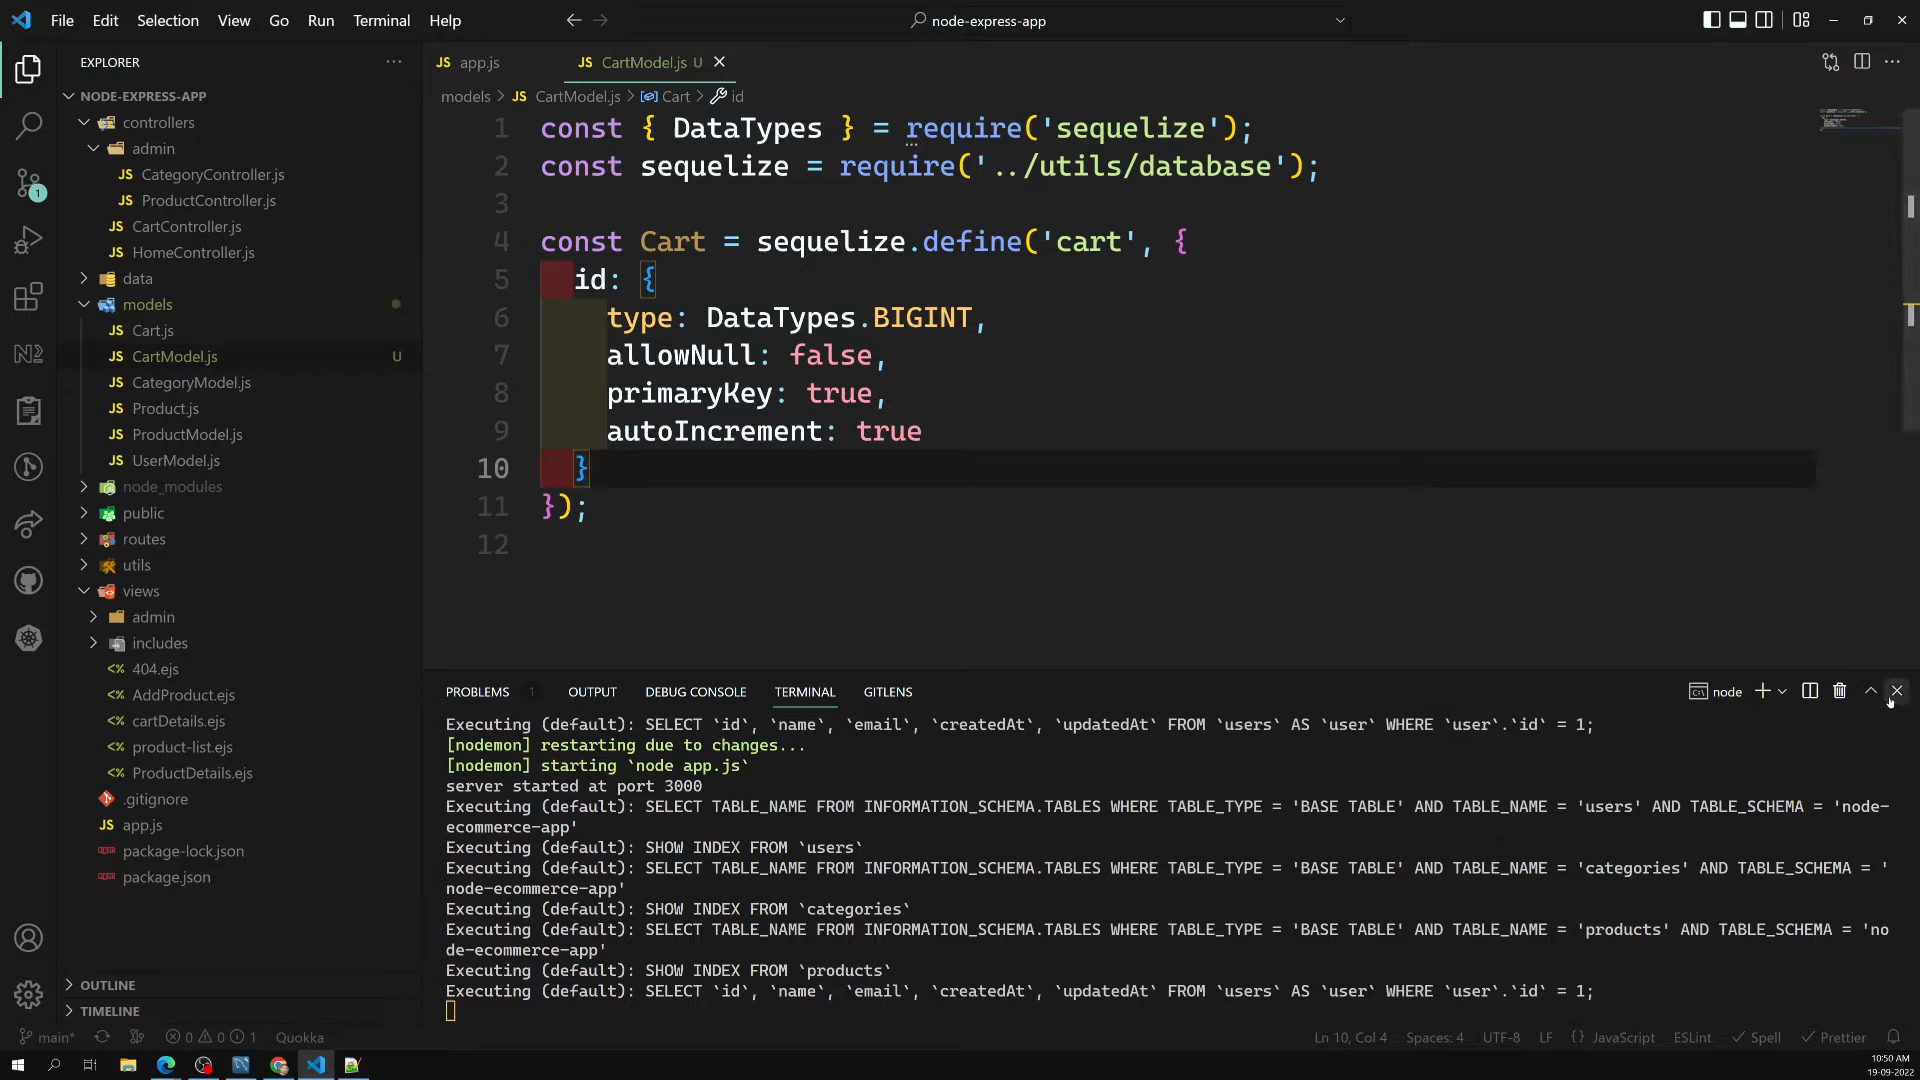 File Edit Selection View Go Run Terminal Help
node-express-app
EXPLORER
NODE-EXPRESS-APP
controllers
admin
JS CategoryController.js
JS ProductController.js
JS CartController.js
JS HomeController.js
data
models
JS Cart.js
JS CartModel.js U
JS CategoryModel.js
JS Product.js
JS ProductModel.js
JS UserModel.js
node_modules
public
routes
utils
views
admin
includes
<% 404.ejs
<% AddProduct.ejs
<% cartDetails.ejs
<% product-list.ejs
<% ProductDetails.ejs
.gitignore
JS app.js
package-lock.json
package.json
OUTLINE
TIMELINE
1
JS app.js
JS CartModel.js U
models > JS CartModel.js > Cart > id
1 const { DataTypes } = require('sequelize');
2 const sequelize = require('../utils/database');
3
4 const Cart = sequelize.define('cart', {
5 id: {
6 type: DataTypes.BIGINT,
7 allowNull: false,
8 primaryKey: true,
9 autoIncrement: true
10 }
11 });
12
PROBLEMS 1 OUTPUT DEBUG CONSOLE TERMINAL GITLENS
node
Executing (default): SELECT `id`, `name`, `email`, `createdAt`, `updatedAt` FROM `users` AS `user` WHERE `user`.`id` = 1;
[nodemon] restarting due to changes...
[nodemon] starting `node app.js`
server started at port 3000
Executing (default): SELECT TABLE_NAME FROM INFORMATION_SCHEMA.TABLES WHERE TABLE_TYPE = 'BASE TABLE' AND TABLE_NAME = 'users' AND TABLE_SCHEMA = 'node-
ecommerce-app'
Executing (default): SHOW INDEX FROM `users`
Executing (default): SELECT TABLE_NAME FROM INFORMATION_SCHEMA.TABLES WHERE TABLE_TYPE = 'BASE TABLE' AND TABLE_NAME = 'categories' AND TABLE_SCHEMA = '
node-ecommerce-app'
Executing (default): SHOW INDEX FROM `categories`
Executing (default): SELECT TABLE_NAME FROM INFORMATION_SCHEMA.TABLES WHERE TABLE_TYPE = 'BASE TABLE' AND TABLE_NAME = 'products' AND TABLE_SCHEMA = 'no
de-ecommerce-app'
Executing (default): SHOW INDEX FROM `products`
Executing (default): SELECT `id`, `name`, `email`, `createdAt`, `updatedAt` FROM `users` AS `user` WHERE `user`.`id` = 1;
main* 0 0 1 Quokka
Ln 10, Col 4 Spaces: 4 UTF-8 LF {} JavaScript ESLint Spell Prettier
10:50 AM
19-09-2022